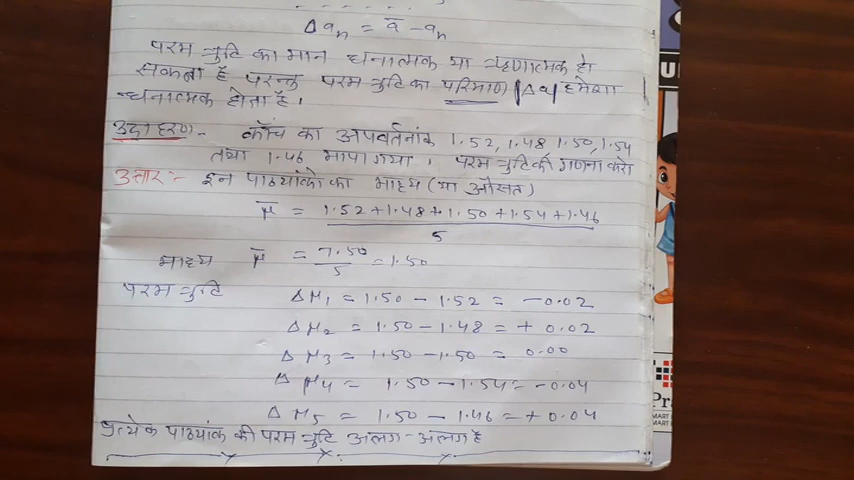 Δaₙ = a̅ - aₙ
परम त्रुटि का मान धनात्मक या ऋणात्मक हो
सकता है परन्तु परम त्रुटि का परिमाण |Δa| हमेशा
धनात्मक होता है।
उदाहरण - काँच का अपवर्तनांक 1.52, 1.48 1.50, 1.54
तथा 1.46 मापा गया। परम त्रुटि की गणना करो
उत्तर :- इन पाठ्यांको का माध्य (या औसत)
μ̅ = 1.52+1.48+1.50+1.54+1.46
5
माध्य μ̅ = 7.50/5 = 1.50
परम त्रुटि Δμ₁ = 1.50 - 1.52 = -0.02
Δμ₂ = 1.50 - 1.48 = + 0.02
Δμ₃ = 1.50 - 1.50 = 0.00
Δμ₄ = 1.50 - 1.54 = -0.04
Δμ₅ = 1.50 - 1.46 = + 0.04
प्रत्येक पाठ्यांक की परम त्रुटि अलग-अलग है